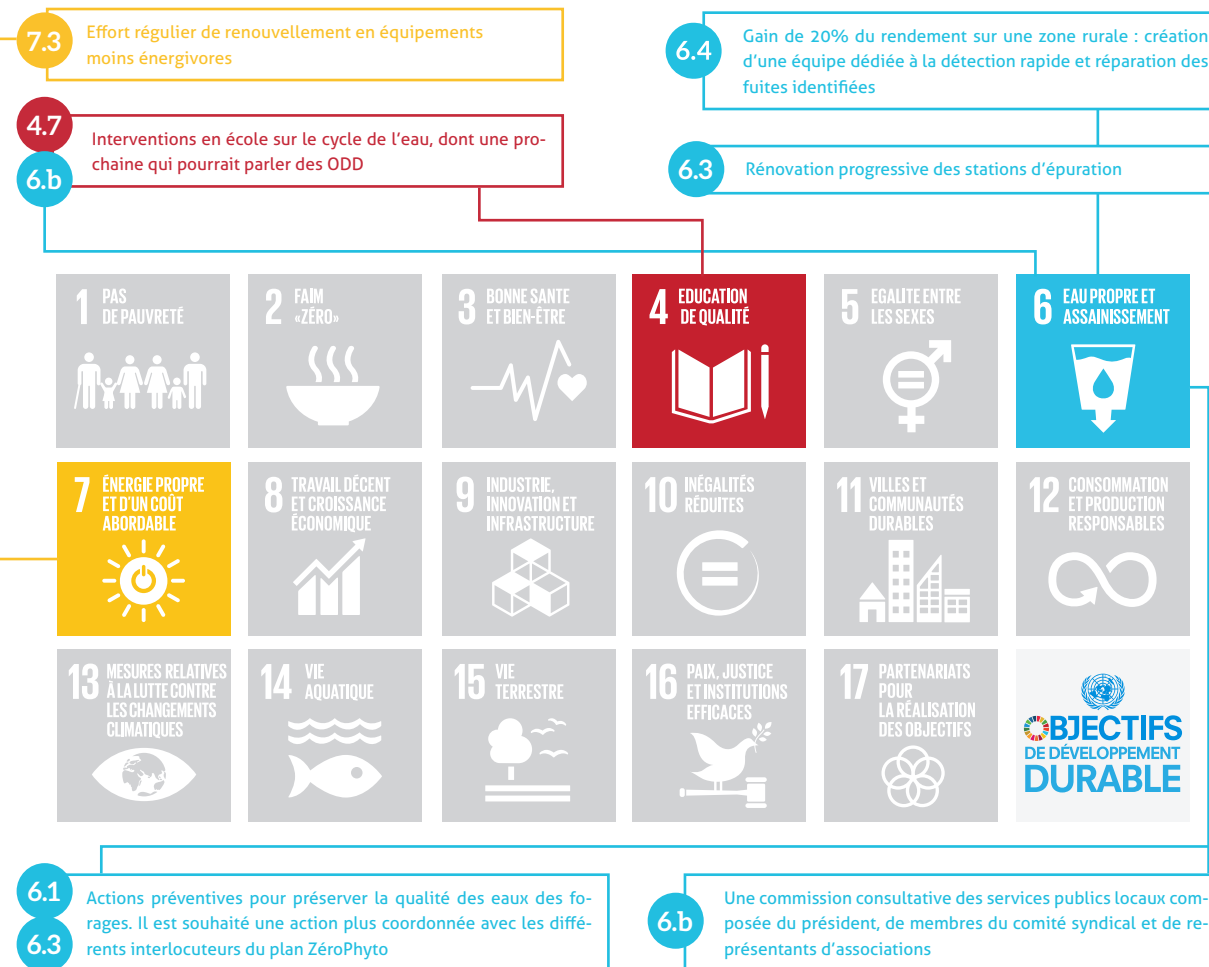 7.3
Effort régulier de renouvellement en équipements
moins énergivores
6.4
Gain de 20% du rendement sur une zone rurale : création
d'une équipe dédiée à la détection rapide et réparation des
fuites identifiées
4.7
6.b
Interventions en école sur le cycle de l'eau, dont une pro-
chaine qui pourrait parler des ODD
6.3
Rénovation progressive des stations d'épuration
1 PAS
DE PAUVRETÉ
2 FAIM
«ZÉRO»
3 BONNE SANTE
ET BIEN-ÊTRE
4 EDUCATION
DE QUALITÉ
5 EGALITE ENTRE
LES SEXES
6 EAU PROPRE ET
ASSAINISSEMENT
7 ÉNERGIE PROPRE
ET D'UN COÛT
ABORDABLE
8 TRAVAIL DÉCENT
ET CROISSANCE
ÉCONOMIQUE
9 INDUSTRIE,
INNOVATION ET
INFRASTRUCTURE
10 INÉGALITÉS
RÉDUITES
11 VILLES ET
COMMUNAUTÉS
DURABLES
12 CONSOMMATION
ET PRODUCTION
RESPONSABLES
13 MESURES RELATIVES
À LA LUTTE CONTRE
LES CHANGEMENTS
CLIMATIQUES
14 VIE
AQUATIQUE
15 VIE
TERRESTRE
16 PAIX, JUSTICE
ET INSTITUTIONS
EFFICACES
17 PARTENARIATS
POUR
LA RÉALISATION
DES OBJECTIFS
OBJECTIFS
DE DÉVELOPPEMENT
DURABLE
6.1
6.3
Actions préventives pour préserver la qualité des eaux des fo-
rages. Il est souhaité une action plus coordonnée avec les diffé-
rents interlocuteurs du plan ZéroPhyto
6.b
Une commission consultative des services publics locaux com-
posée du président, de membres du comité syndical et de re-
présentants d'associations